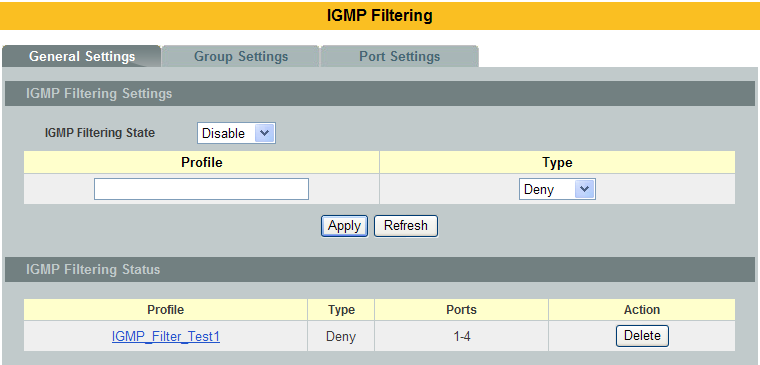 IGMP Filtering
General Settings Group Settings Port Settings
IGMP Filtering Settings
IGMP Filtering State Disable
Profile Type
Deny
Apply Refresh
IGMP Filtering Status
Profile Type Ports Action
IGMP_Filter_Test1 Deny 1-4 Delete